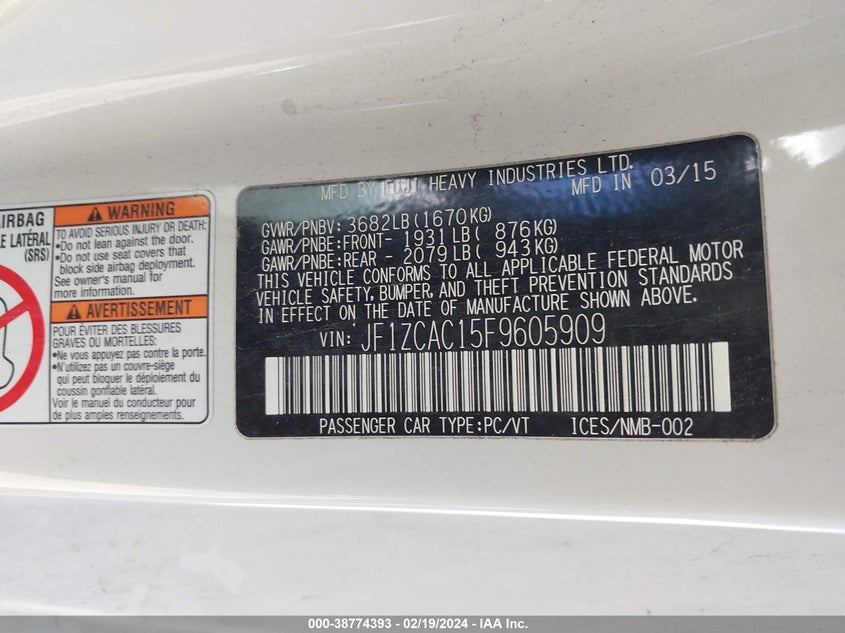 AIRBAG
LE LATÉRAL
(SRS)
WARNING
TO AVOID SERIOUS INJURY OR DEATH:
•Do not lean against the door.
•Do not use seat covers that
block side airbag deployment.
See owner's manual for
more information.
AVERTISSEMENT
POUR ÉVITER DES BLESSURES
GRAVES OU MORTELLES:
•Ne vous appuyez pas contre la porte.
•N'utilizez pas un couvre-siège
qui peut bloquer le déploiement du
coussin gonflable latéral.
Voir le manuel du conducteur pour
de plus amples renseignements.
MFD BY FUJI HEAVY INDUSTRIES LTD.
MFD IN 03/15
GVWR/PNBV: 3682LB(1670KG)
GAWR/PNBE:FRONT- 1931LB( 876KG)
GAWR/PNBE:REAR - 2079LB( 943KG)
THIS VEHICLE CONFORMS TO ALL APPLICABLE FEDERAL MOTOR
VEHICLE SAFETY, BUMPER, AND THEFT PREVENTION STANDARDS
IN EFFECT ON THE DATE OF MANUFACTURE SHOWN ABOVE.
VIN: JF1ZCAC15F9605909
PASSENGER CAR TYPE:PC/VT ICES/NMB-002
000-38774393 - 02/19/2024 - IAA Inc.